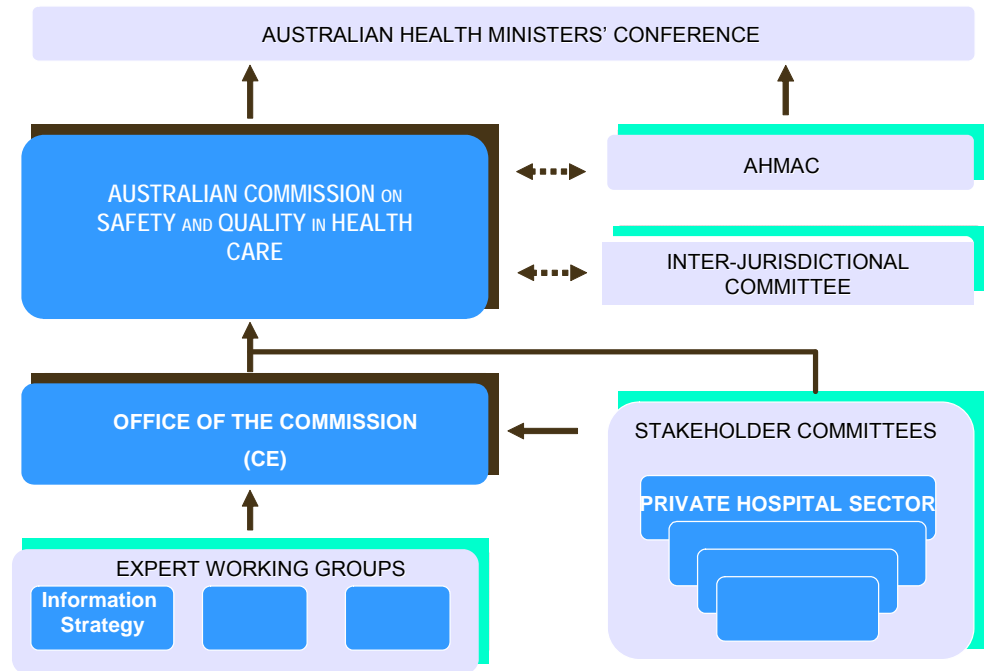 AUSTRALIAN HEALTH MINISTERS’ CONFERENCE
AUSTRALIAN COMMISSION ON
SAFETY AND QUALITY IN HEALTH
CARE
AHMAC
INTER-JURISDICTIONAL
COMMITTEE
OFFICE OF THE COMMISSION
(CE)
STAKEHOLDER COMMITTEES
PRIVATE HOSPITAL SECTOR
EXPERT WORKING GROUPS
Information
Strategy